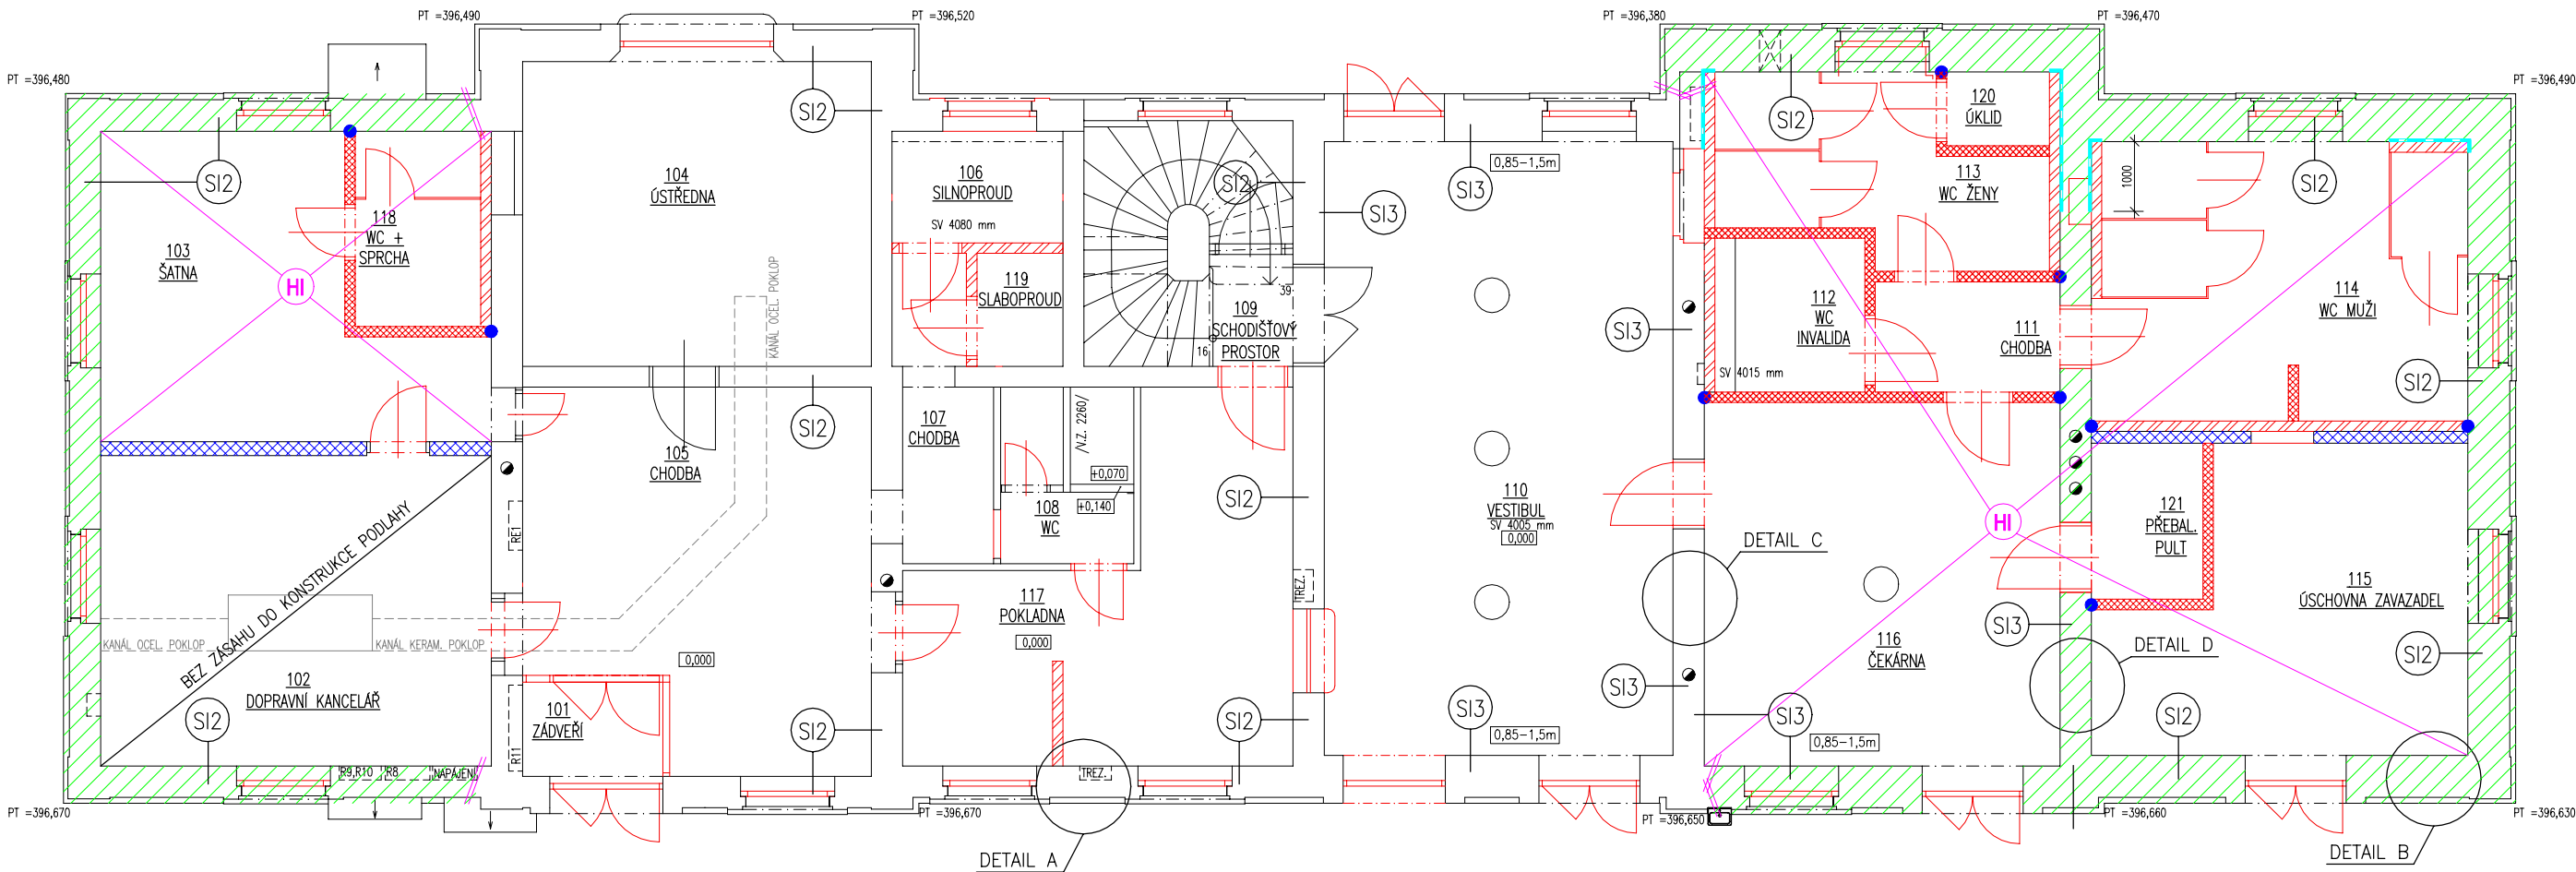 PT =396,490
PT =396,520
PT =396,380
PT =396,470
PT =396,480
PT =396,490
SI2
SI2
SI2
SI2
SI2
SI3
SI3
0,85-1,5m
104
ÚSTŘEDNA
106
SILNOPROUD
SV 4080 mm
120
ÚKLID
113
WC ŽENY
1000
118
WC +
SPRCHA
103
ŠATNA
HI
KANÁL OCEL. POKLOP
119
SLABOPROUD
39
109
SCHODIŠŤOVÝ
PROSTOR
16
SI3
112
WC
INVALIDA
111
CHODBA
114
WC MUŽI
SV 4015 mm
SI2
SI2
107
CHODBA
/V.Z. 2260/
+0,070
+0,140
108
WC
105
CHODBA
SI2
110
VESTIBUL
SV 4005 mm
0,000
HI
DETAIL C
121
PŘEBAL.
PULT
115
ÚSCHOVNA ZAVAZADEL
RE1
TREZ.
117
POKLADNA
0,000
0,000
BEZ ZÁSAHU DO KONSTRUKCE PODLAHY
KANÁL OCEL. POKLOP
KANÁL KERAM. POKLOP
102
DOPRAVNÍ KANCELÁŘ
116
ČEKÁRNA
SI3
DETAIL D
SI2
SI3
SI2
101
ZÁDVEŘÍ
R11
SI2
SI2
SI3
0,85-1,5m
SI3
0,85-1,5m
SI2
R9,R10
R8
NAPÁJENÍ
TREZ.
PT =396,670
PT =396,670
PT =396,650
PT =396,660
PT =396,630
DETAIL A
DETAIL B